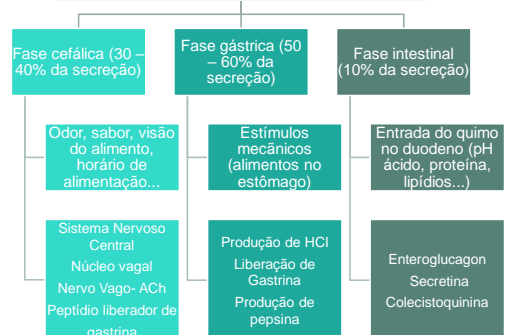 Fase cefálica (30 –
40% da secreção)
Odor, sabor, visão
do alimento,
horário de
alimentação...
Sistema Nervoso
Central
Núcleo vagal
Nervo Vago- ACh
Peptídio liberador de
gastrina
Fase gástrica (50
– 60% da
secreção)
Estímulos
mecânicos
(alimentos no
estômago)
Produção de HCl
Liberação de
Gastrina
Produção de
pepsina
Fase intestinal
(10% da secreção)
Entrada do quimo
no duodeno (pH
ácido, proteína,
lipídios...)
Enteroglucagon
Secretina
Colecistoquinina